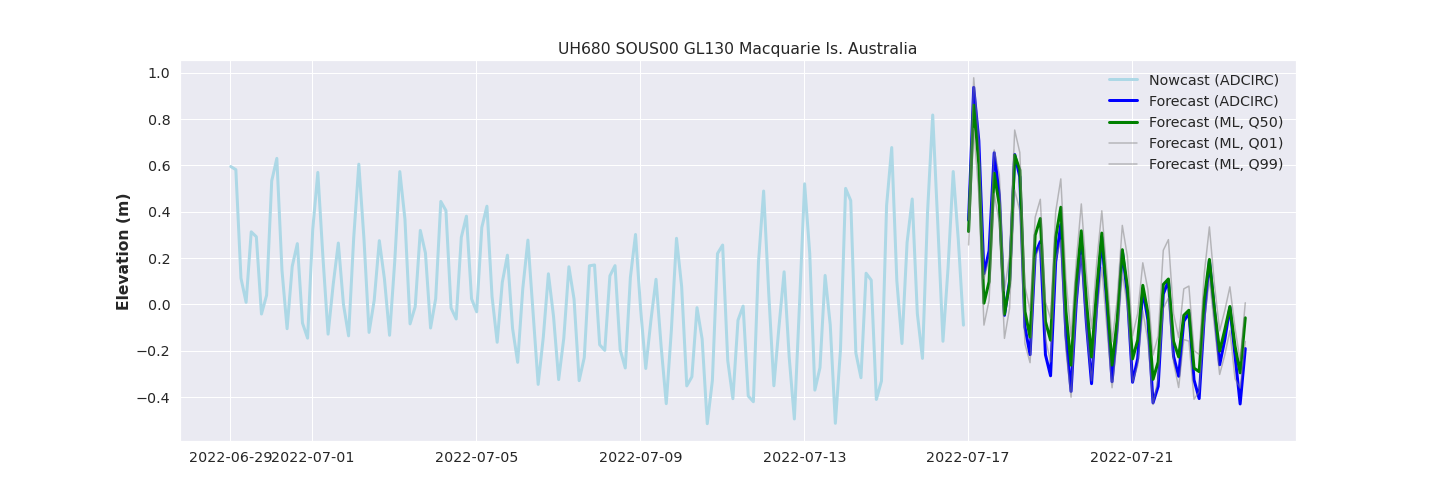 UH680 SOUS00 GL130 Macquarie Is. Australia
Elevation (m)
1.0
0.8
0.6
0.4
0.2
0.0
−0.2
−0.4
Nowcast (ADCIRC)
Forecast (ADCIRC)
Forecast (ML, Q50)
Forecast (ML, Q01)
Forecast (ML, Q99)
2022-06-29 2022-07-01 2022-07-05 2022-07-09 2022-07-13 2022-07-17 2022-07-21